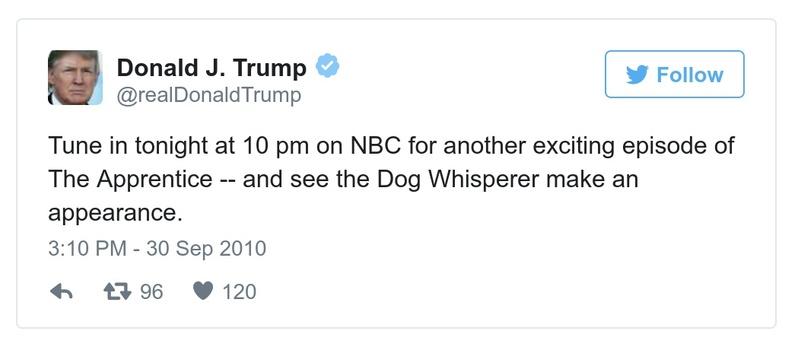 Donald J. Trump
@realDonaldTrump
Follow
Tune in tonight at 10 pm on NBC for another exciting episode of
The Apprentice -- and see the Dog Whisperer make an
appearance.
3:10 PM - 30 Sep 2010
96 120